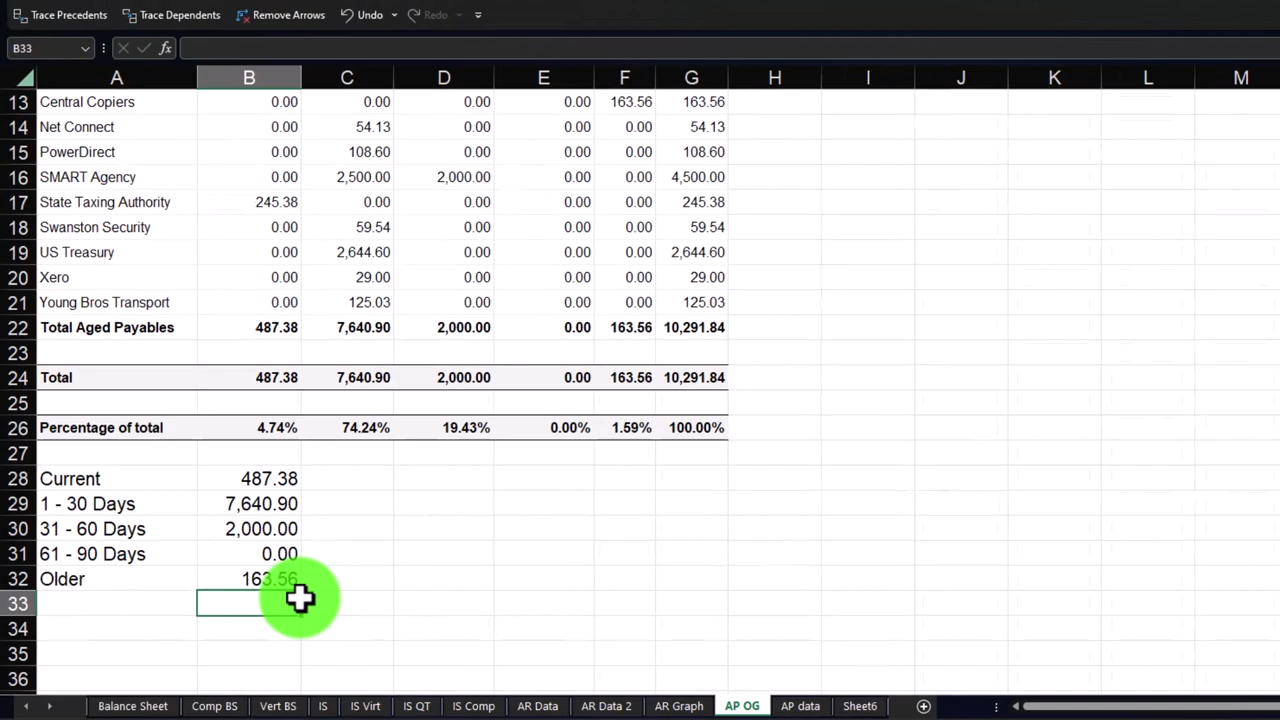 Trace Precedents Trace Dependents Remove Arrows Undo Redo
B33 fx
A B C D E F G H I J K L M
13 Central Copiers 0.00 0.00 0.00 0.00 163.56 163.56
14 Net Connect 0.00 54.13 0.00 0.00 0.00 54.13
15 PowerDirect 0.00 108.60 0.00 0.00 0.00 108.60
16 SMART Agency 0.00 2,500.00 2,000.00 0.00 0.00 4,500.00
17 State Taxing Authority 245.38 0.00 0.00 0.00 0.00 245.38
18 Swanston Security 0.00 59.54 0.00 0.00 0.00 59.54
19 US Treasury 0.00 2,644.60 0.00 0.00 0.00 2,644.60
20 Xero 0.00 29.00 0.00 0.00 0.00 29.00
21 Young Bros Transport 0.00 125.03 0.00 0.00 0.00 125.03
22 Total Aged Payables 487.38 7,640.90 2,000.00 0.00 163.56 10,291.84
23
24 Total 487.38 7,640.90 2,000.00 0.00 163.56 10,291.84
25
26 Percentage of total 4.74% 74.24% 19.43% 0.00% 1.59% 100.00%
27
28 Current 487.38
29 1 - 30 Days 7,640.90
30 31 - 60 Days 2,000.00
31 61 - 90 Days 0.00
32 Older 163.56
33
34
35
36
Balance Sheet Comp BS Vert BS IS IS Virt IS QT IS Comp AR Data AR Data 2 AR Graph AP OG AP data Sheet6